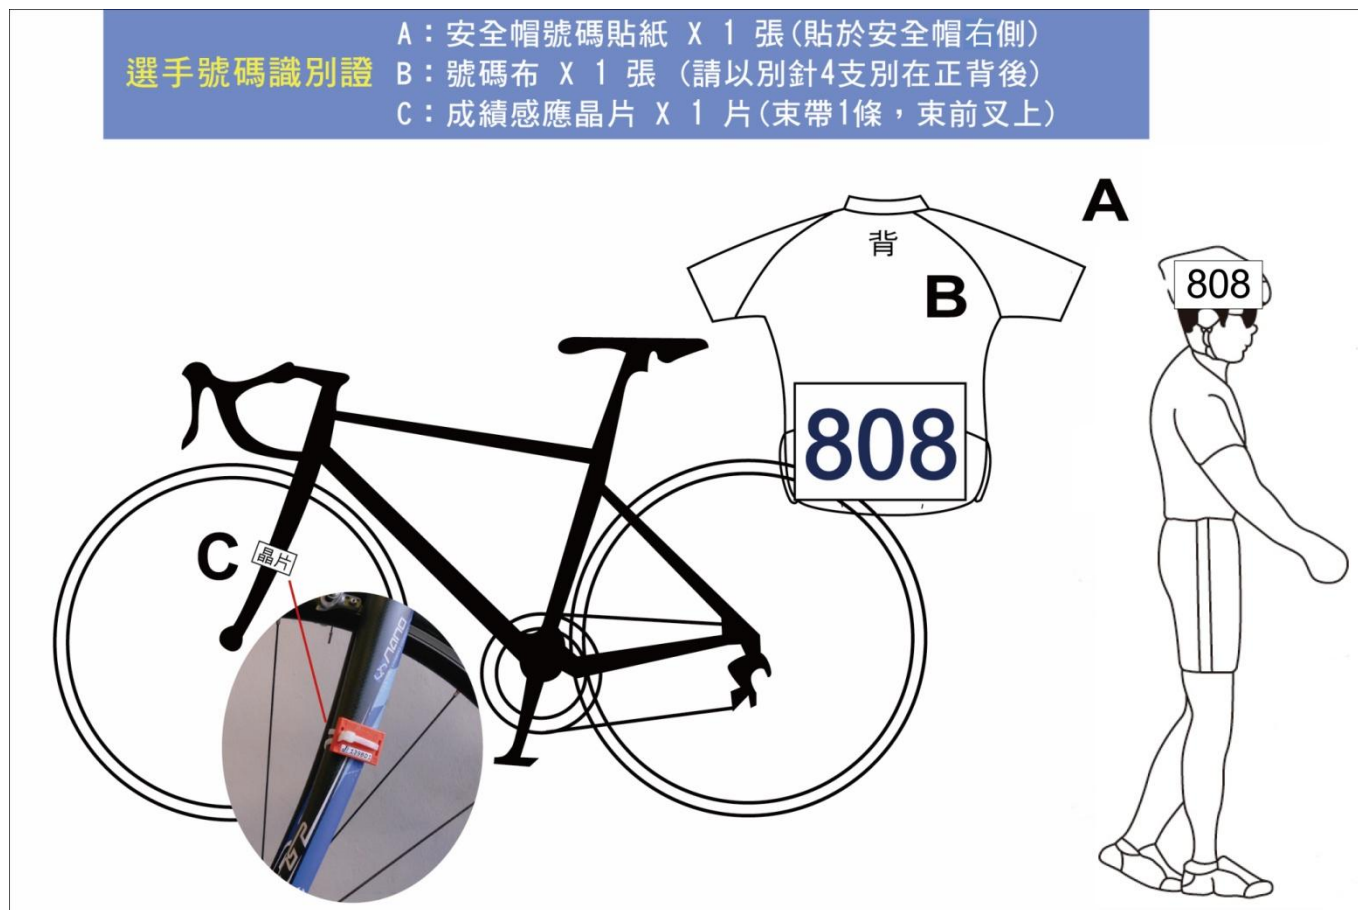 選手號碼識別證
A：安全帽號碼貼紙 X 1 張(貼於安全帽右側)
B：號碼布 X 1 張 (請以別針4支別在正背後)
C：成績感應晶片 X 1 片(束帶1條，束前叉上)
A
背
B
808
808
C
晶片